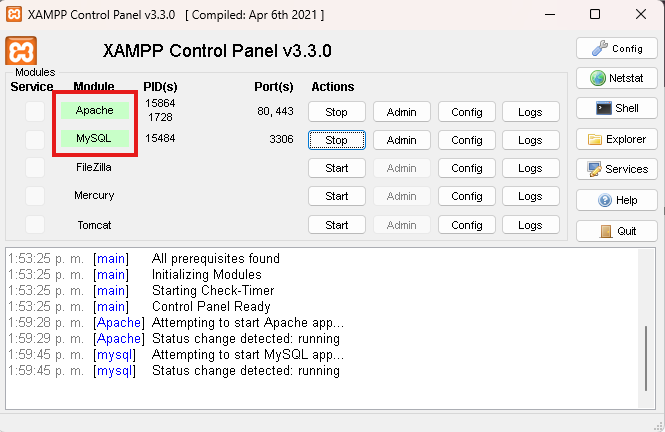 XAMPP Control Panel v3.3.0 [ Compiled: Apr 6th 2021 ]
XAMPP Control Panel v3.3.0
Config
Modules
Service Module PID(s) Port(s) Actions
Netstat
Apache 15864 1728 80, 443 Stop Admin Config Logs
Shell
MySQL 15484 3306 Stop Admin Config Logs
Explorer
FileZilla Start Admin Config Logs
Services
Mercury Start Admin Config Logs
Help
Tomcat Start Admin Config Logs
Quit
1:53:25 p. m. [main] All prerequisites found
1:53:25 p. m. [main] Initializing Modules
1:53:25 p. m. [main] Starting Check-Timer
1:53:25 p. m. [main] Control Panel Ready
1:59:28 p. m. [Apache] Attempting to start Apache app...
1:59:29 p. m. [Apache] Status change detected: running
1:59:45 p. m. [mysql] Attempting to start MySQL app...
1:59:45 p. m. [mysql] Status change detected: running